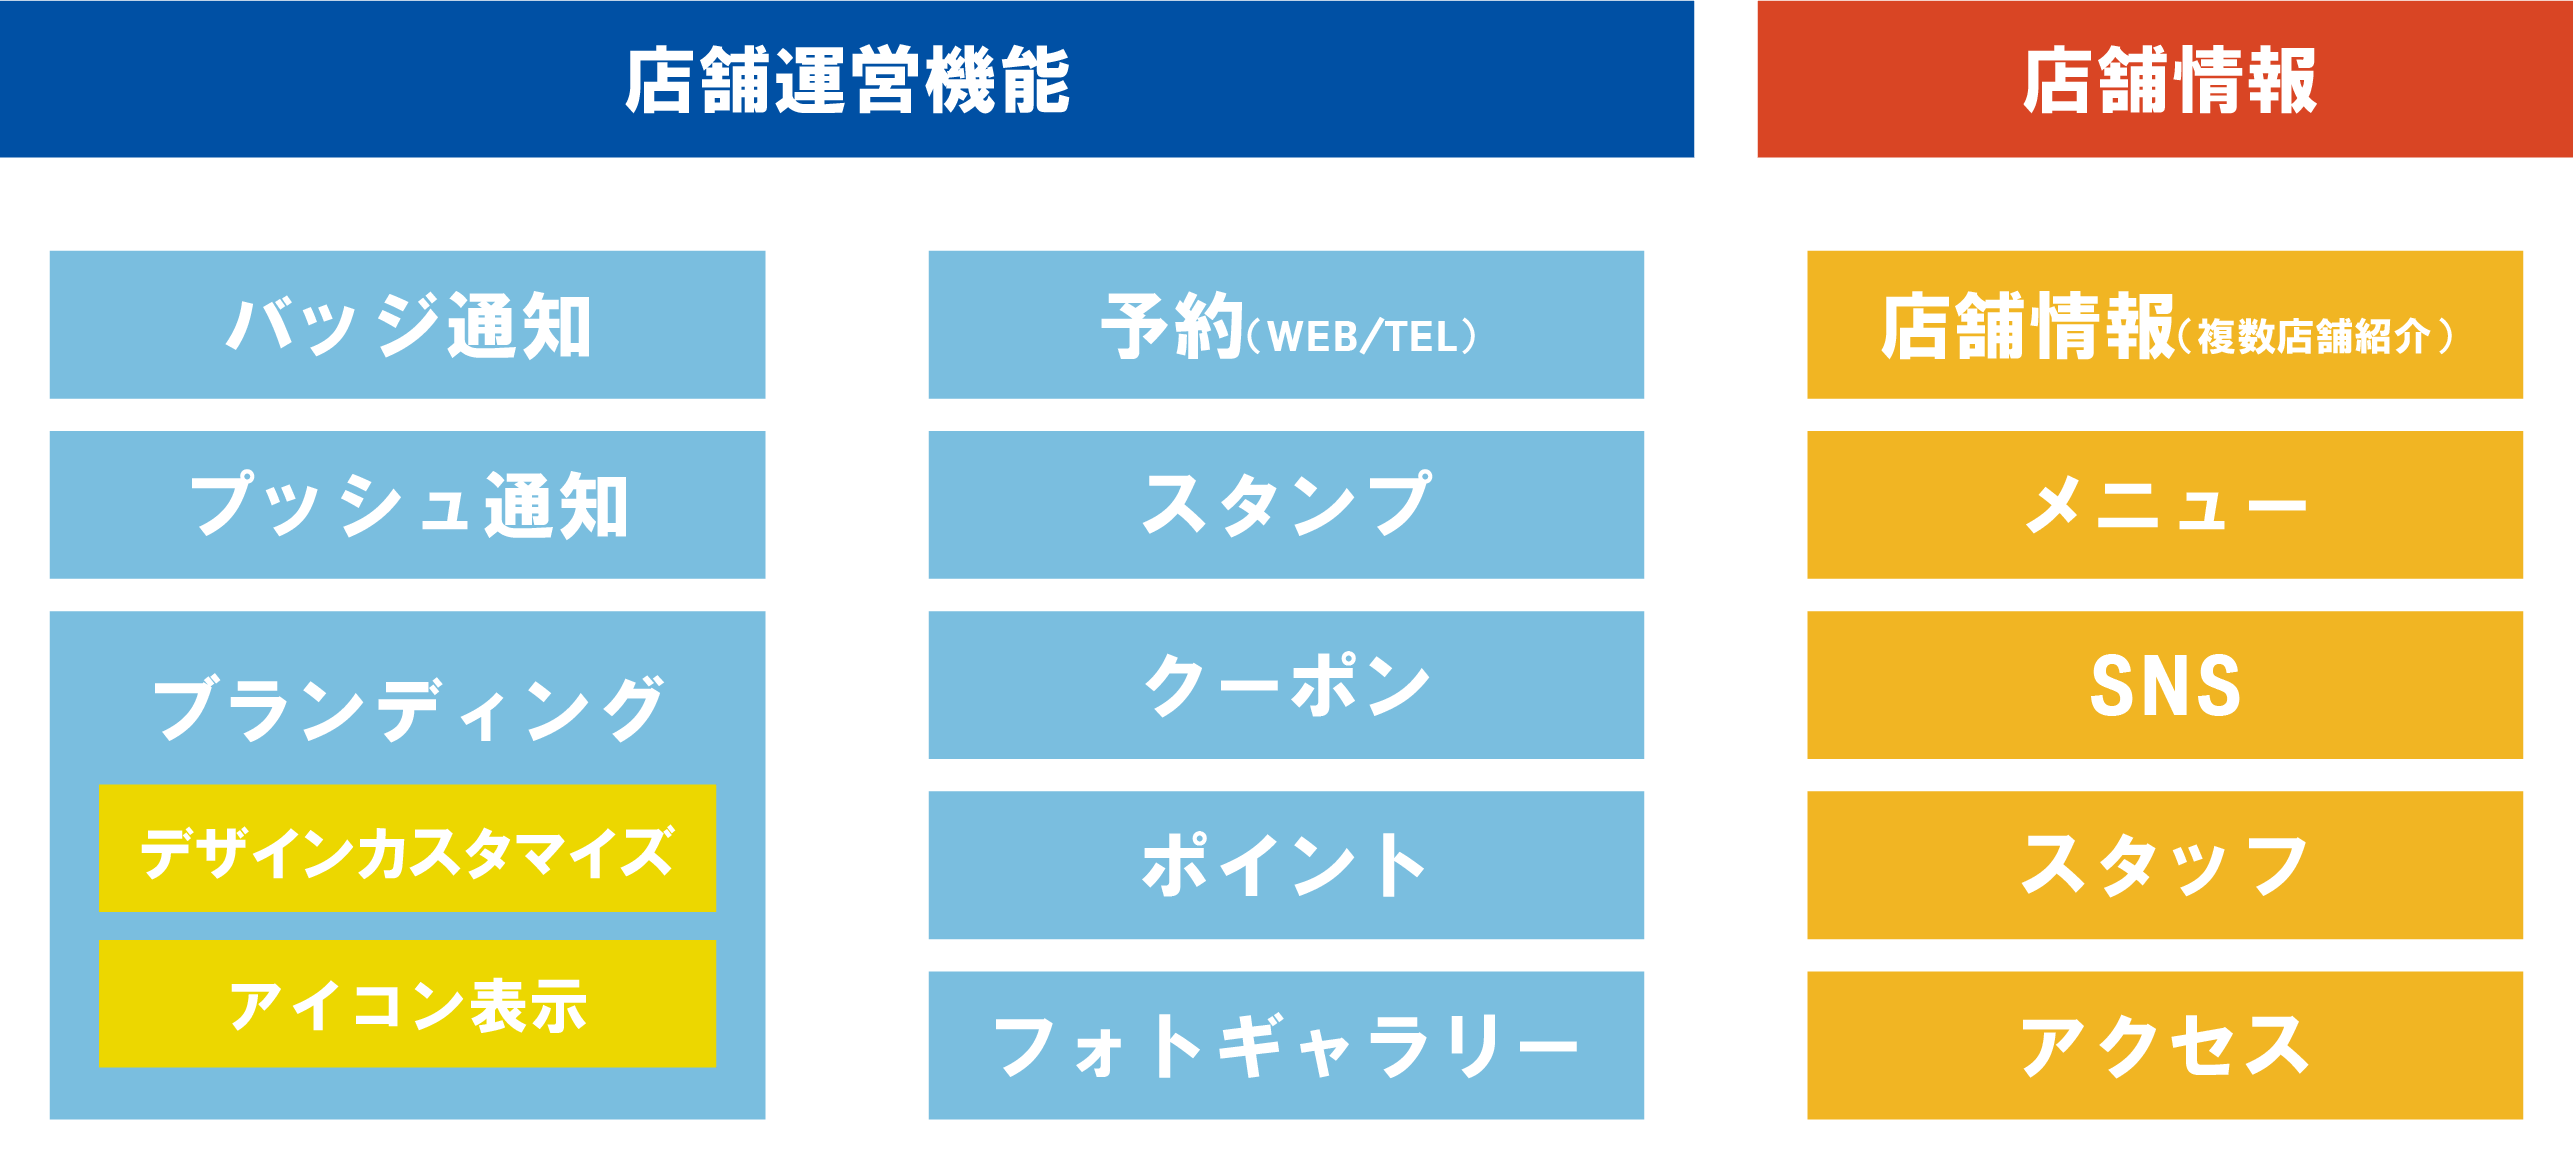 店舗運営機能
店舗情報
バッジ通知
プッシュ通知
ブランディング
デザインカスタマイズ
アイコン表示
予約（WEB/TEL）
スタンプ
クーポン
ポイント
フォトギャラリー
店舗情報（複数店舗紹介）
メニュー
SNS
スタッフ
アクセス